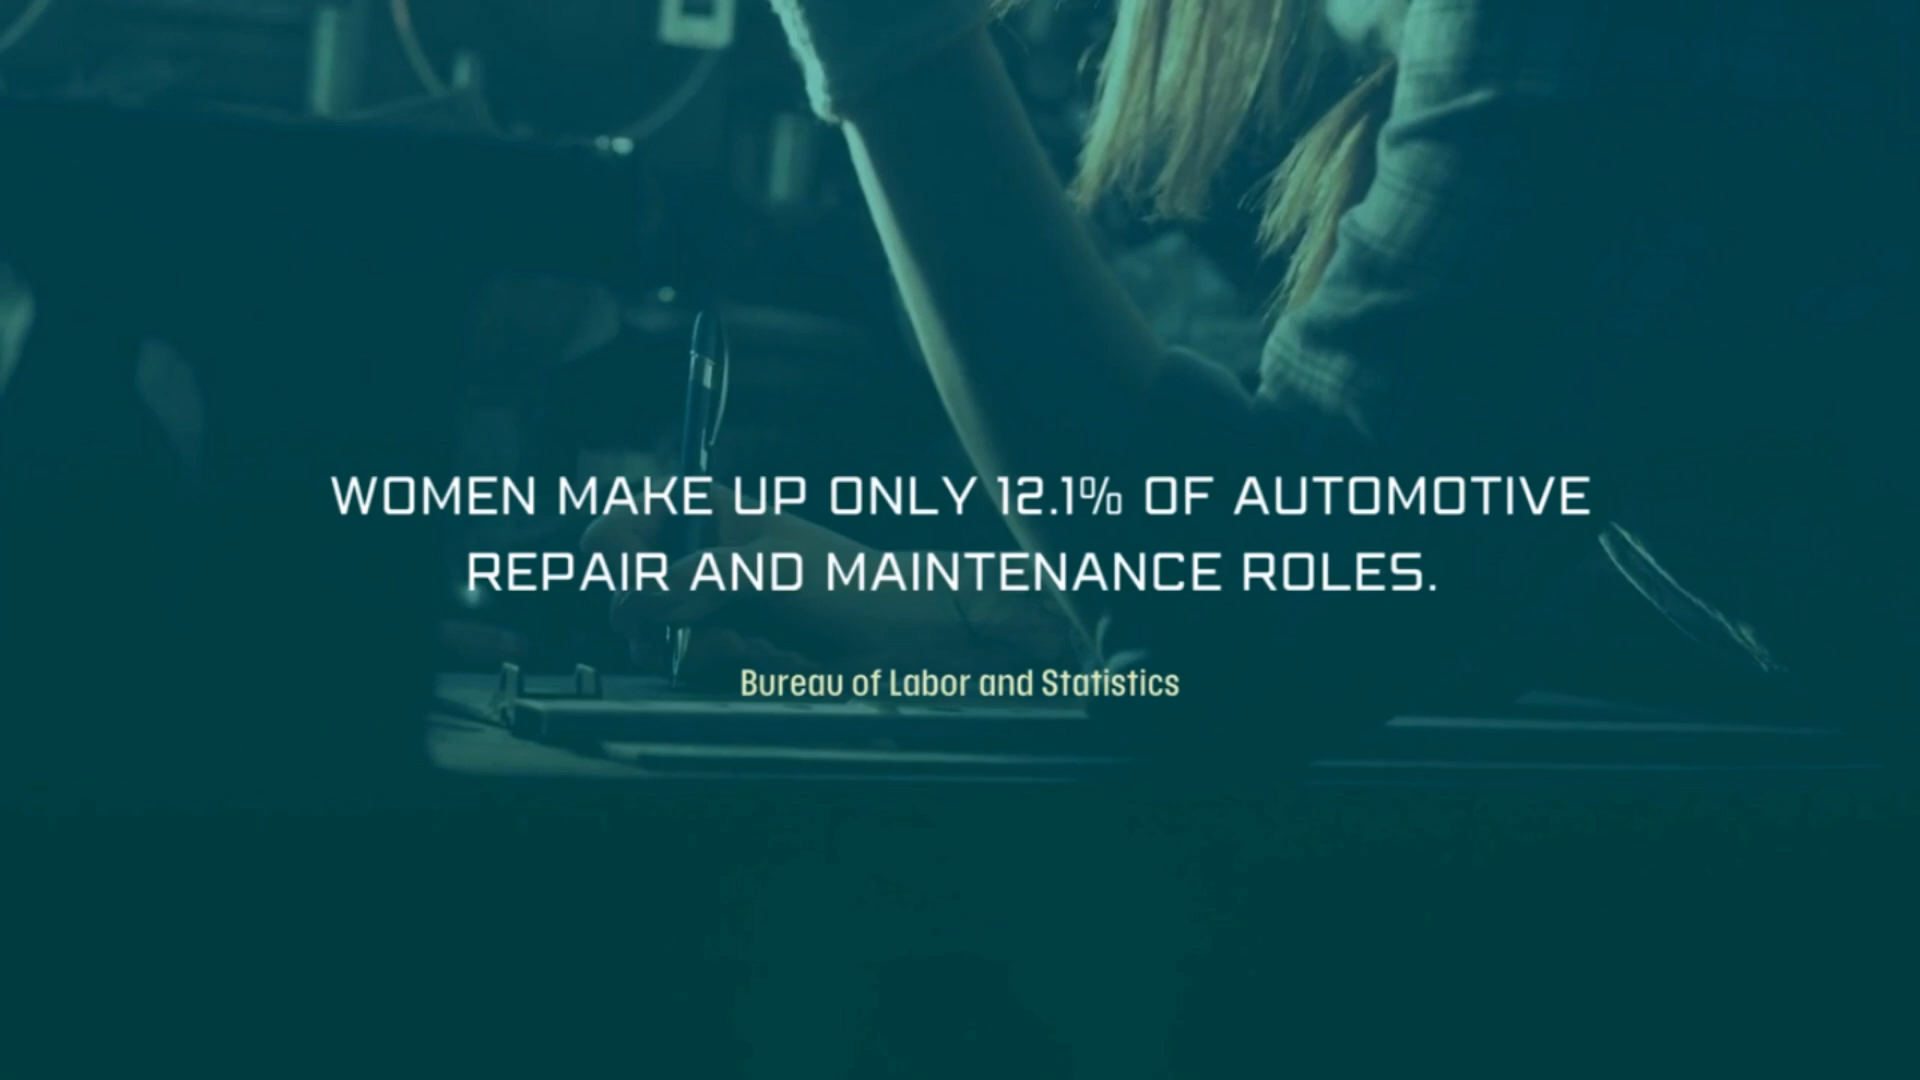 WOMEN MAKE UP ONLY 12.1% OF AUTOMOTIVE
REPAIR AND MAINTENANCE ROLES.
Bureau of Labor and Statistics